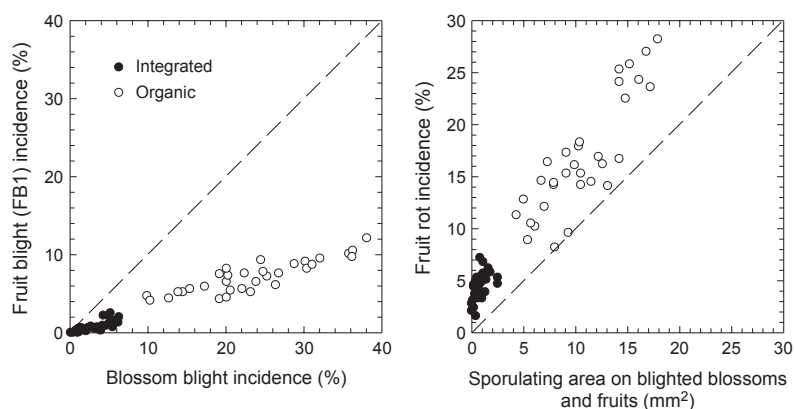 40
30
20
10
0
Fruit blight (FB1) incidence (%)
Integrated
Organic
0 10 20 30 40
Blossom blight incidence (%)
30
25
20
15
10
5
0
Fruit rot incidence (%)
0 5 10 15 20 25 30
Sporulating area on blighted blossoms
and fruits (mm²)